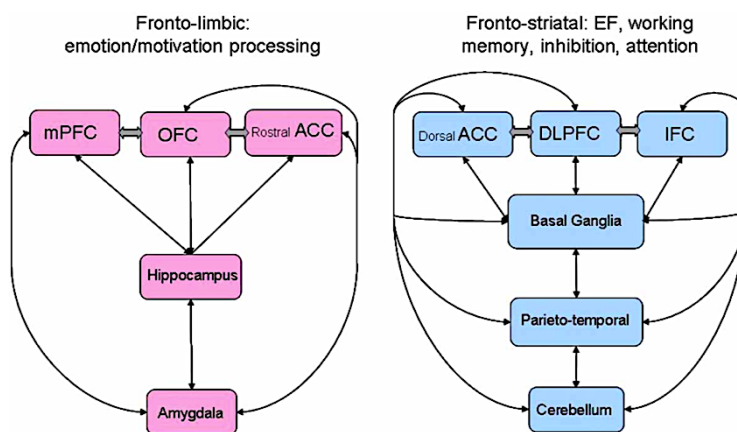 Fronto-limbic:
emotion/motivation processing
mPFC
OFC
Rostral ACC
Hippocampus
Amygdala
Fronto-striatal: EF, working
memory, inhibition, attention
Dorsal ACC
DLPFC
IFC
Basal Ganglia
Parieto-temporal
Cerebellum